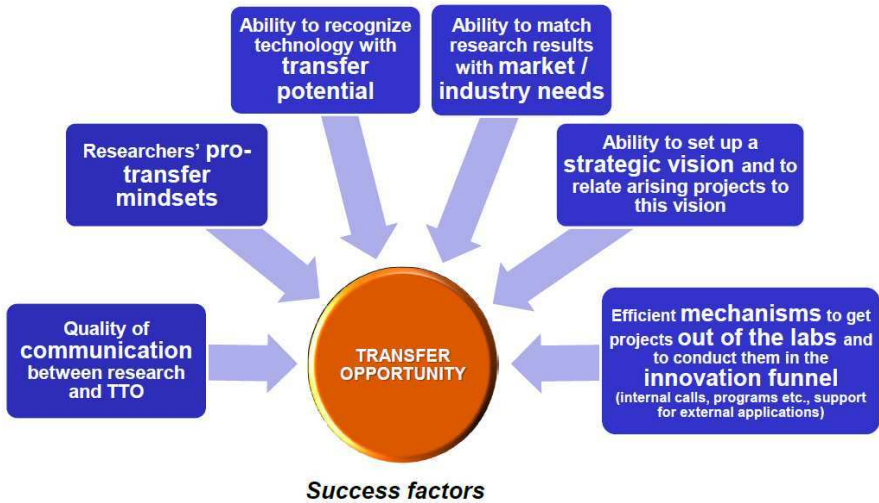 Ability to recognize
technology with
transfer
potential
Ability to match
research results
with market /
industry needs
Researchers' pro-
transfer
mindsets
Ability to set up a
strategic vision and to
relate arising projects to
this vision
Quality of
communication
between research
and TTO
TRANSFER
OPPORTUNITY
Efficient mechanisms to get
projects out of the labs and
to conduct them in the
innovation funnel
(internal calls, programs etc., support
for external applications)
Success factors